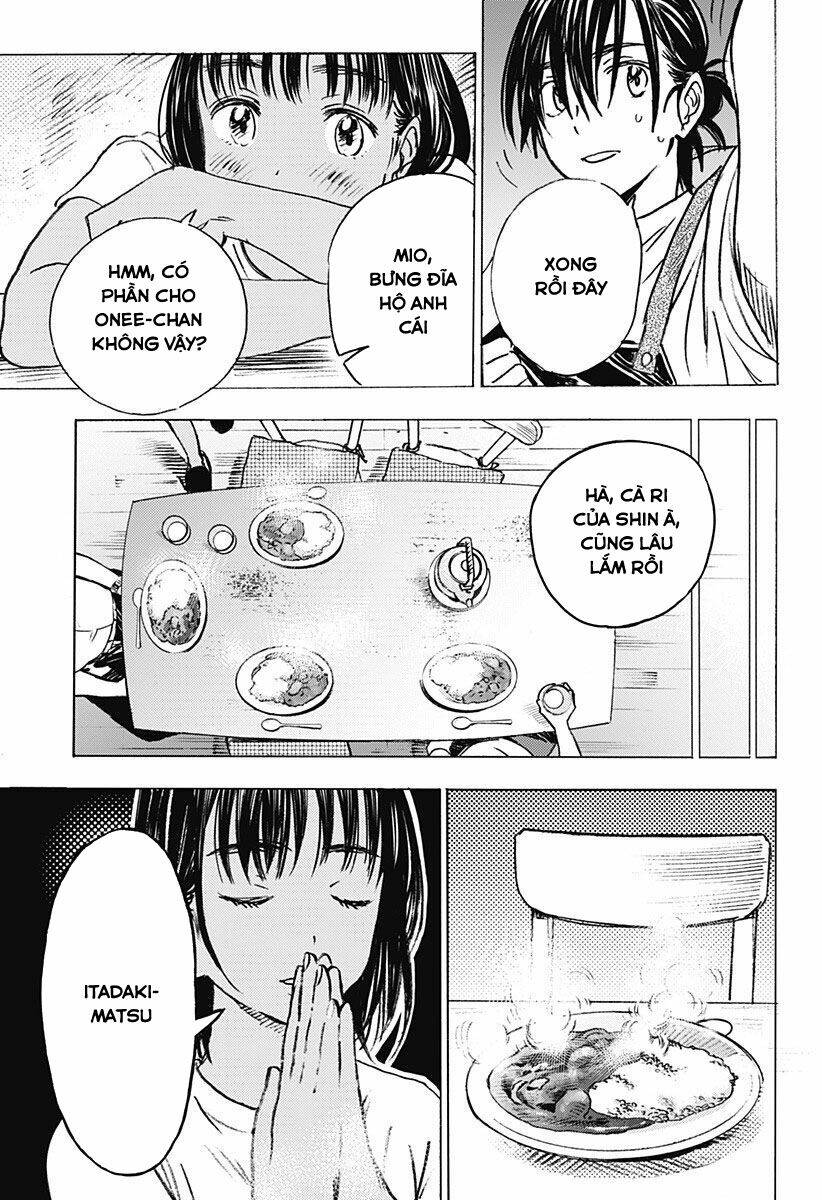 XONG
RỒI ĐÂY
MIO,
BƯNG ĐĨA
HỘ ANH
CÁI
HMM, CÓ
PHẦN CHO
ONEE-CHAN
KHÔNG VẬY?
HÀ, CÀ RI
CỦA SHIN À,
CŨNG LÂU
LẮM RỒI
ITADAKI-
MATSU